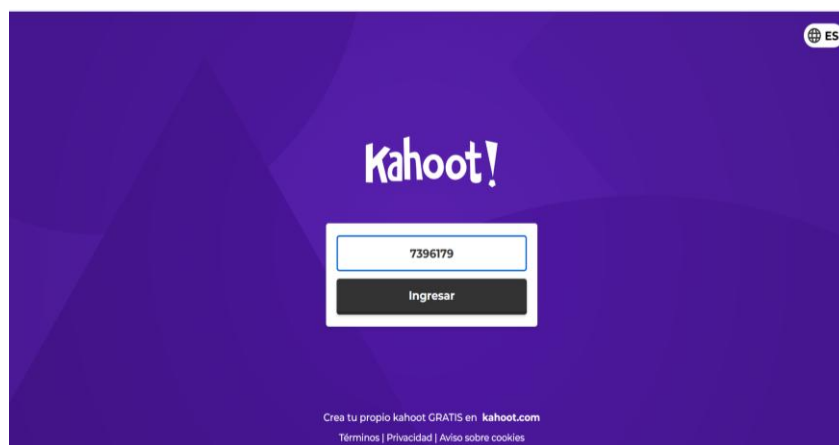 ES
Kahoot!
7396179
Ingresar
Crea tu propio kahoot GRATIS en kahoot.com
Términos | Privacidad | Aviso sobre cookies